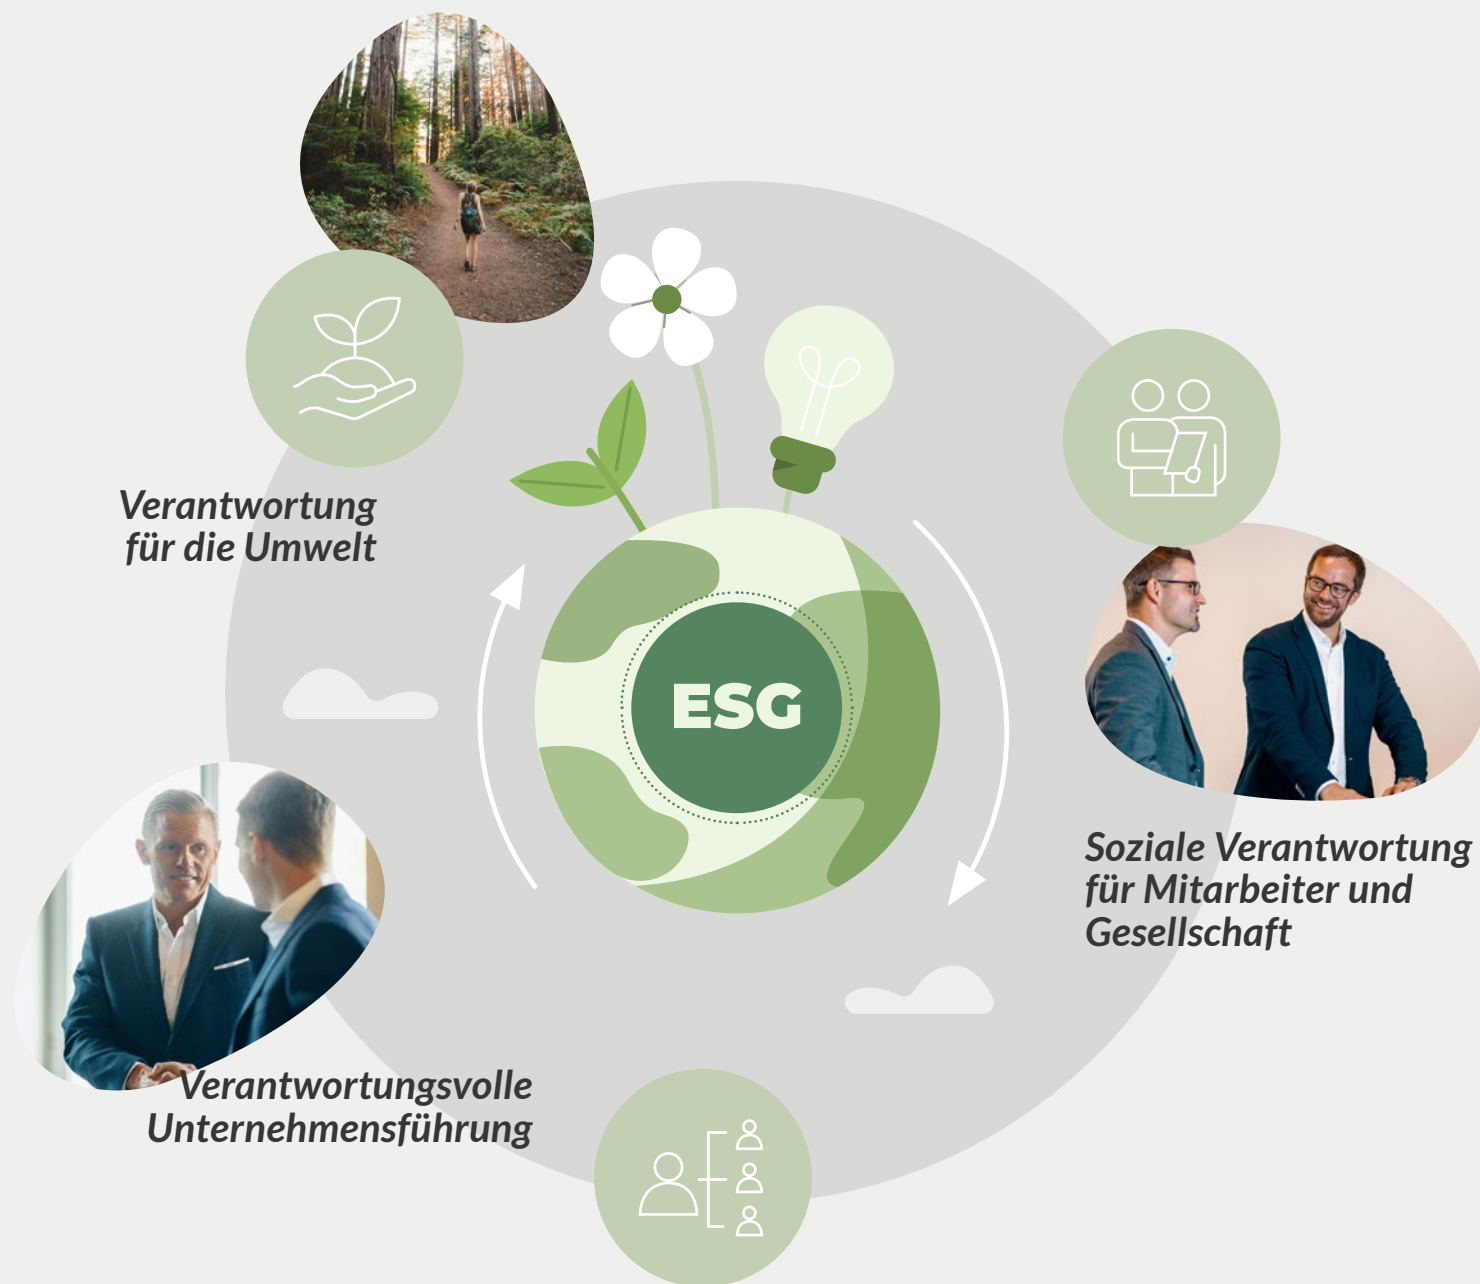 Verantwortung
für die Umwelt
ESG
Soziale Verantwortung
für Mitarbeiter und
Gesellschaft
Verantwortungsvolle
Unternehmensführung